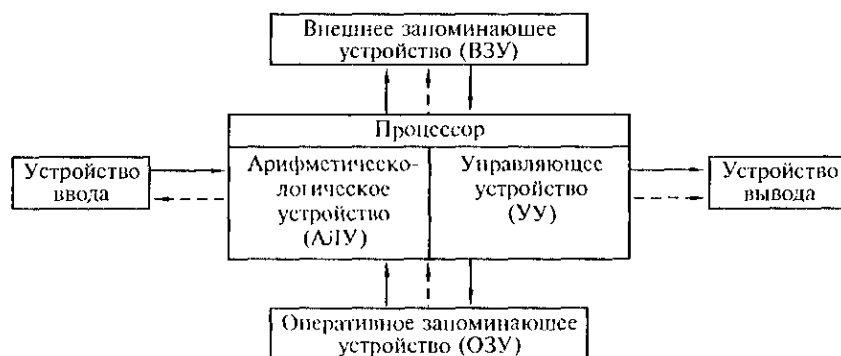 Внешнее запоминающее
устройство (ВЗУ)
Процессор
Устройство
ввода
Арифметическо-
логическое
устройство
(АЛУ)
Управляющее
устройство
(УУ)
Устройство
вывода
Оперативное запоминающее
устройство (ОЗУ)